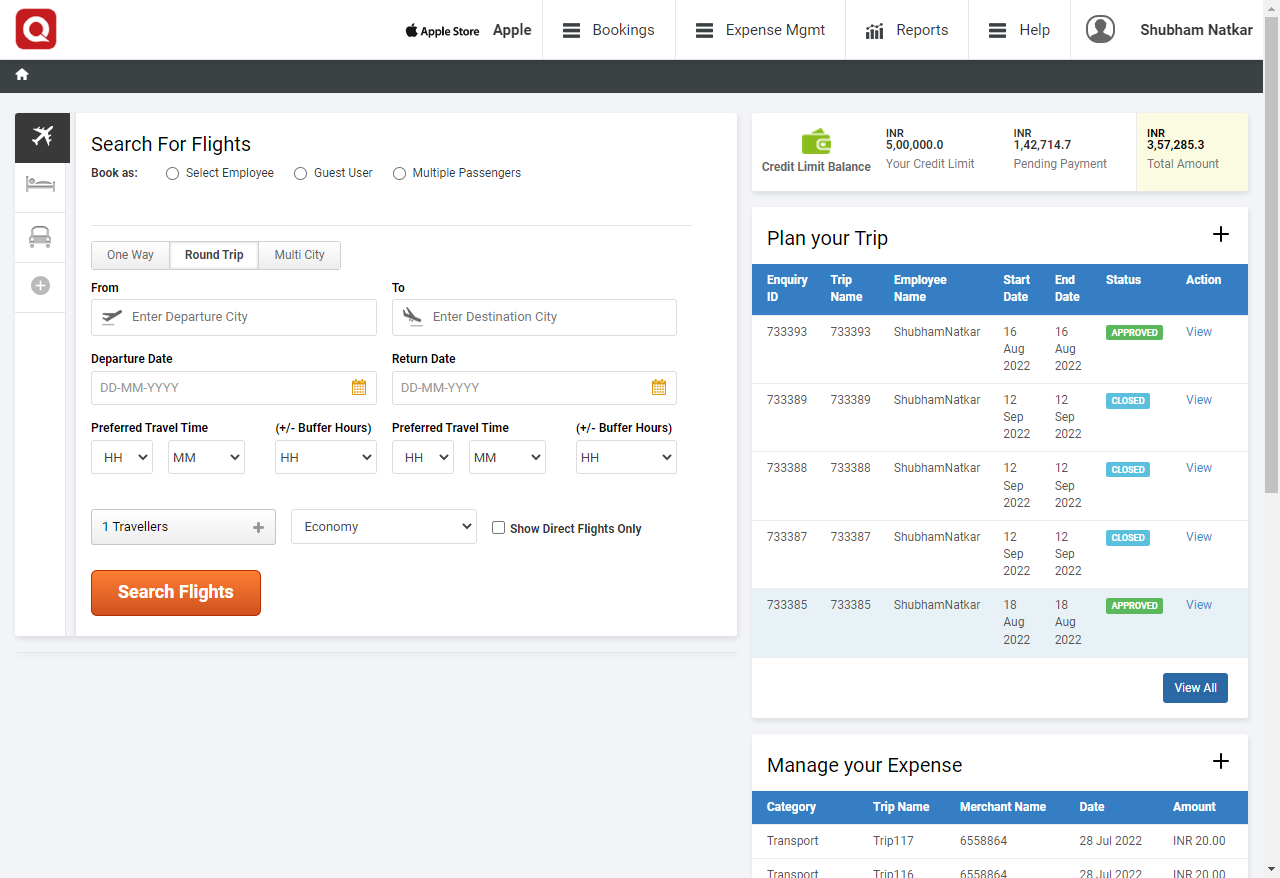 Q
Apple Store Apple Bookings Expense Mgmt Reports Help Shubham Natkar
Search For Flights
Book as: Select Employee Guest User Multiple Passengers
One Way Round Trip Multi City
From To
Enter Departure City Enter Destination City
Departure Date Return Date
DD-MM-YYYY DD-MM-YYYY
Preferred Travel Time (+/- Buffer Hours) Preferred Travel Time (+/- Buffer Hours)
HH MM HH HH MM HH
1 Travellers Economy Show Direct Flights Only
Search Flights
Credit Limit Balance
INR
5,00,000.0
Your Credit Limit
INR
1,42,714.7
Pending Payment
INR
3,57,285.3
Total Amount
Plan your Trip
Enquiry ID Trip Name Employee Name Start Date End Date Status Action
733393 733393 ShubhamNatkar 16 Aug 2022 16 Aug 2022 APPROVED View
733389 733389 ShubhamNatkar 12 Sep 2022 12 Sep 2022 CLOSED View
733388 733388 ShubhamNatkar 12 Sep 2022 12 Sep 2022 CLOSED View
733387 733387 ShubhamNatkar 12 Sep 2022 12 Sep 2022 CLOSED View
733385 733385 ShubhamNatkar 18 Aug 2022 18 Aug 2022 APPROVED View
View All
Manage your Expense
Category Trip Name Merchant Name Date Amount
Transport Trip117 6558864 28 Jul 2022 INR 20.00
Transport Trip116 6558864 28 Jul 2022 INR 20.00